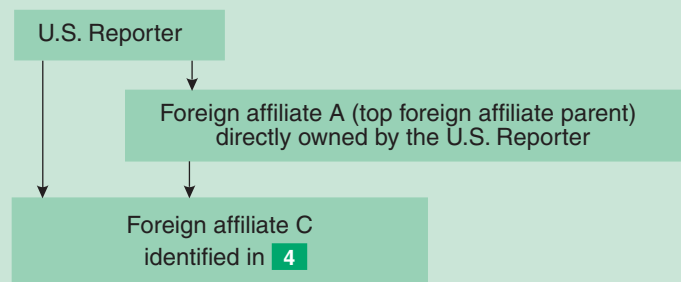 U.S. Reporter
Foreign affiliate A (top foreign affiliate parent)
directly owned by the U.S. Reporter
Foreign affiliate C
identified in 4